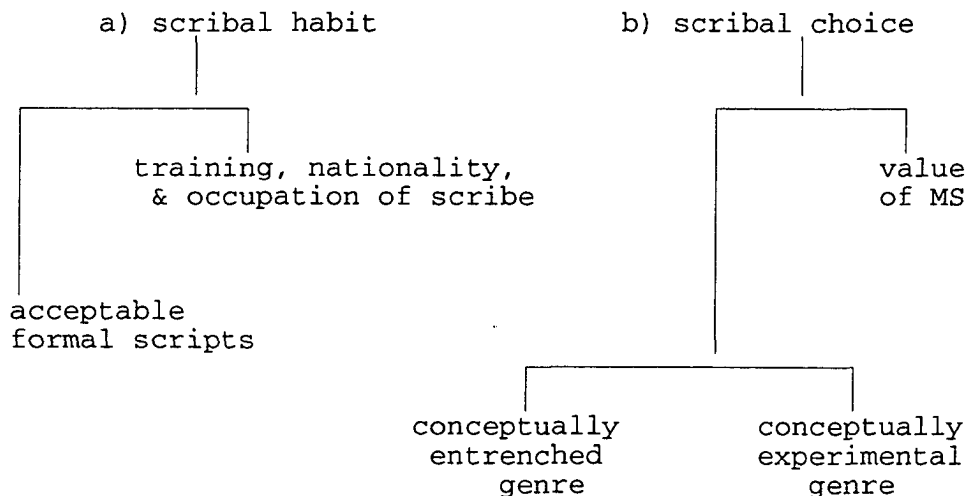 a) scribal habit
b) scribal choice
training, nationality,
& occupation of scribe
value
of MS
acceptable
formal scripts
conceptually
entrenched
genre
conceptually
experimental
genre